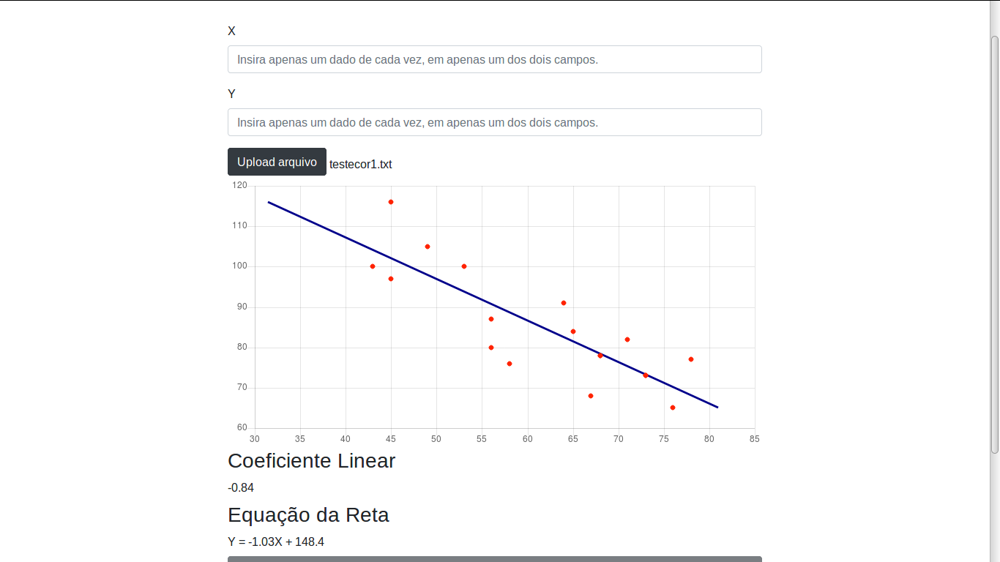 X
Insira apenas um dado de cada vez, em apenas um dos dois campos.
Y
Insira apenas um dado de cada vez, em apenas um dos dois campos.
Upload arquivo testecor1.txt
120
110
100
90
80
70
60
30 35 40 45 50 55 60 65 70 75 80 85
Coeficiente Linear
-0.84
Equação da Reta
Y = -1.03X + 148.4